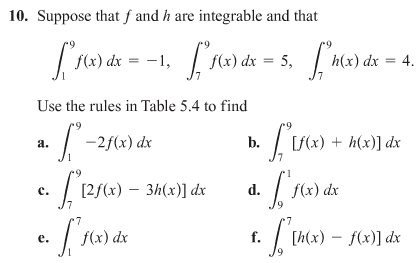 10. Suppose that f and h are integrable and that
∫₁⁹ f(x) dx = −1, ∫₇⁹ f(x) dx = 5, ∫₇⁹ h(x) dx = 4.
Use the rules in Table 5.4 to find
a. ∫₁⁹ −2f(x) dx b. ∫₇⁹ [f(x) + h(x)] dx
c. ∫₇⁹ [2f(x) − 3h(x)] dx d. ∫₉¹ f(x) dx
e. ∫₁⁷ f(x) dx f. ∫₉⁷ [h(x) − f(x)] dx